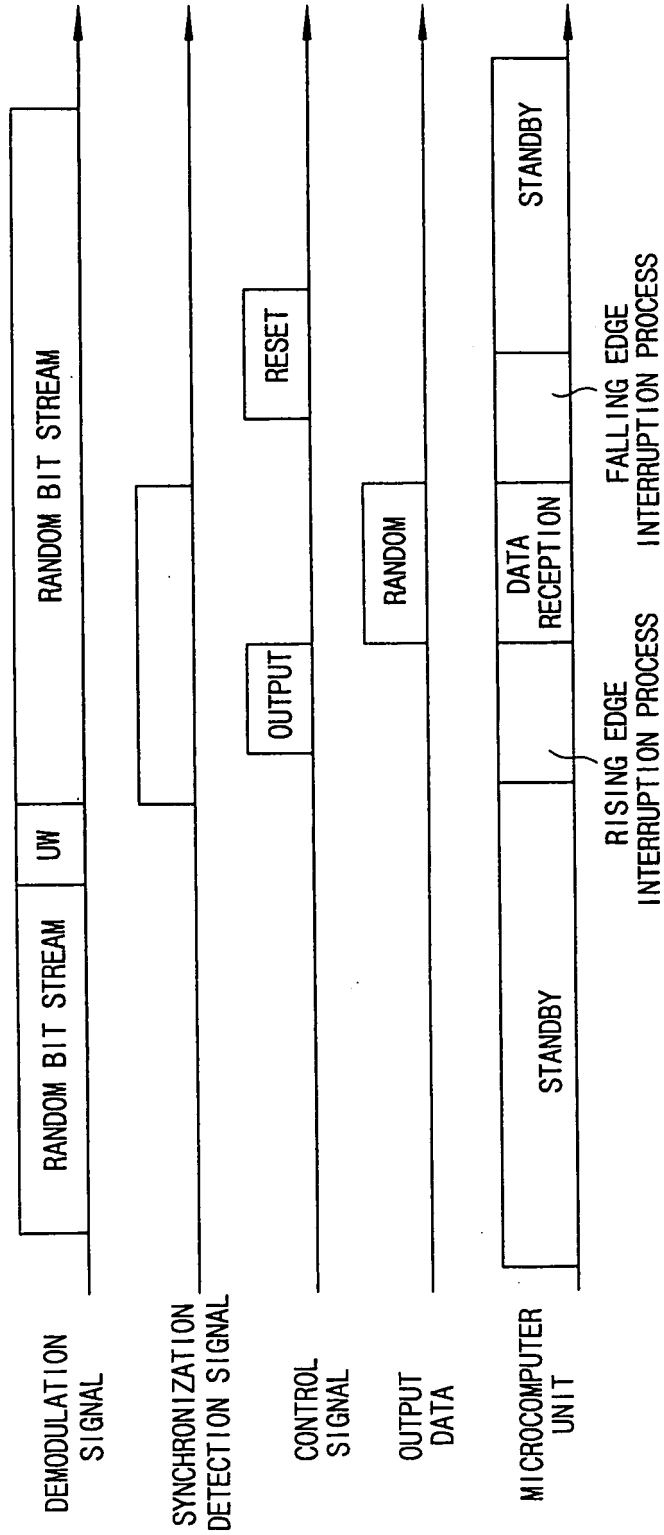 DEMODULATION
SIGNAL
RANDOM BIT STREAM
UW
RANDOM BIT STREAM
SYNCHRONIZATION
DETECTION SIGNAL
CONTROL
SIGNAL
OUTPUT
RESET
OUTPUT
DATA
RANDOM
MICROCOMPUTER
UNIT
STANDBY
DATA
RECEPTION
STANDBY
RISING EDGE
INTERRUPTION PROCESS
FALLING EDGE
INTERRUPTION PROCESS